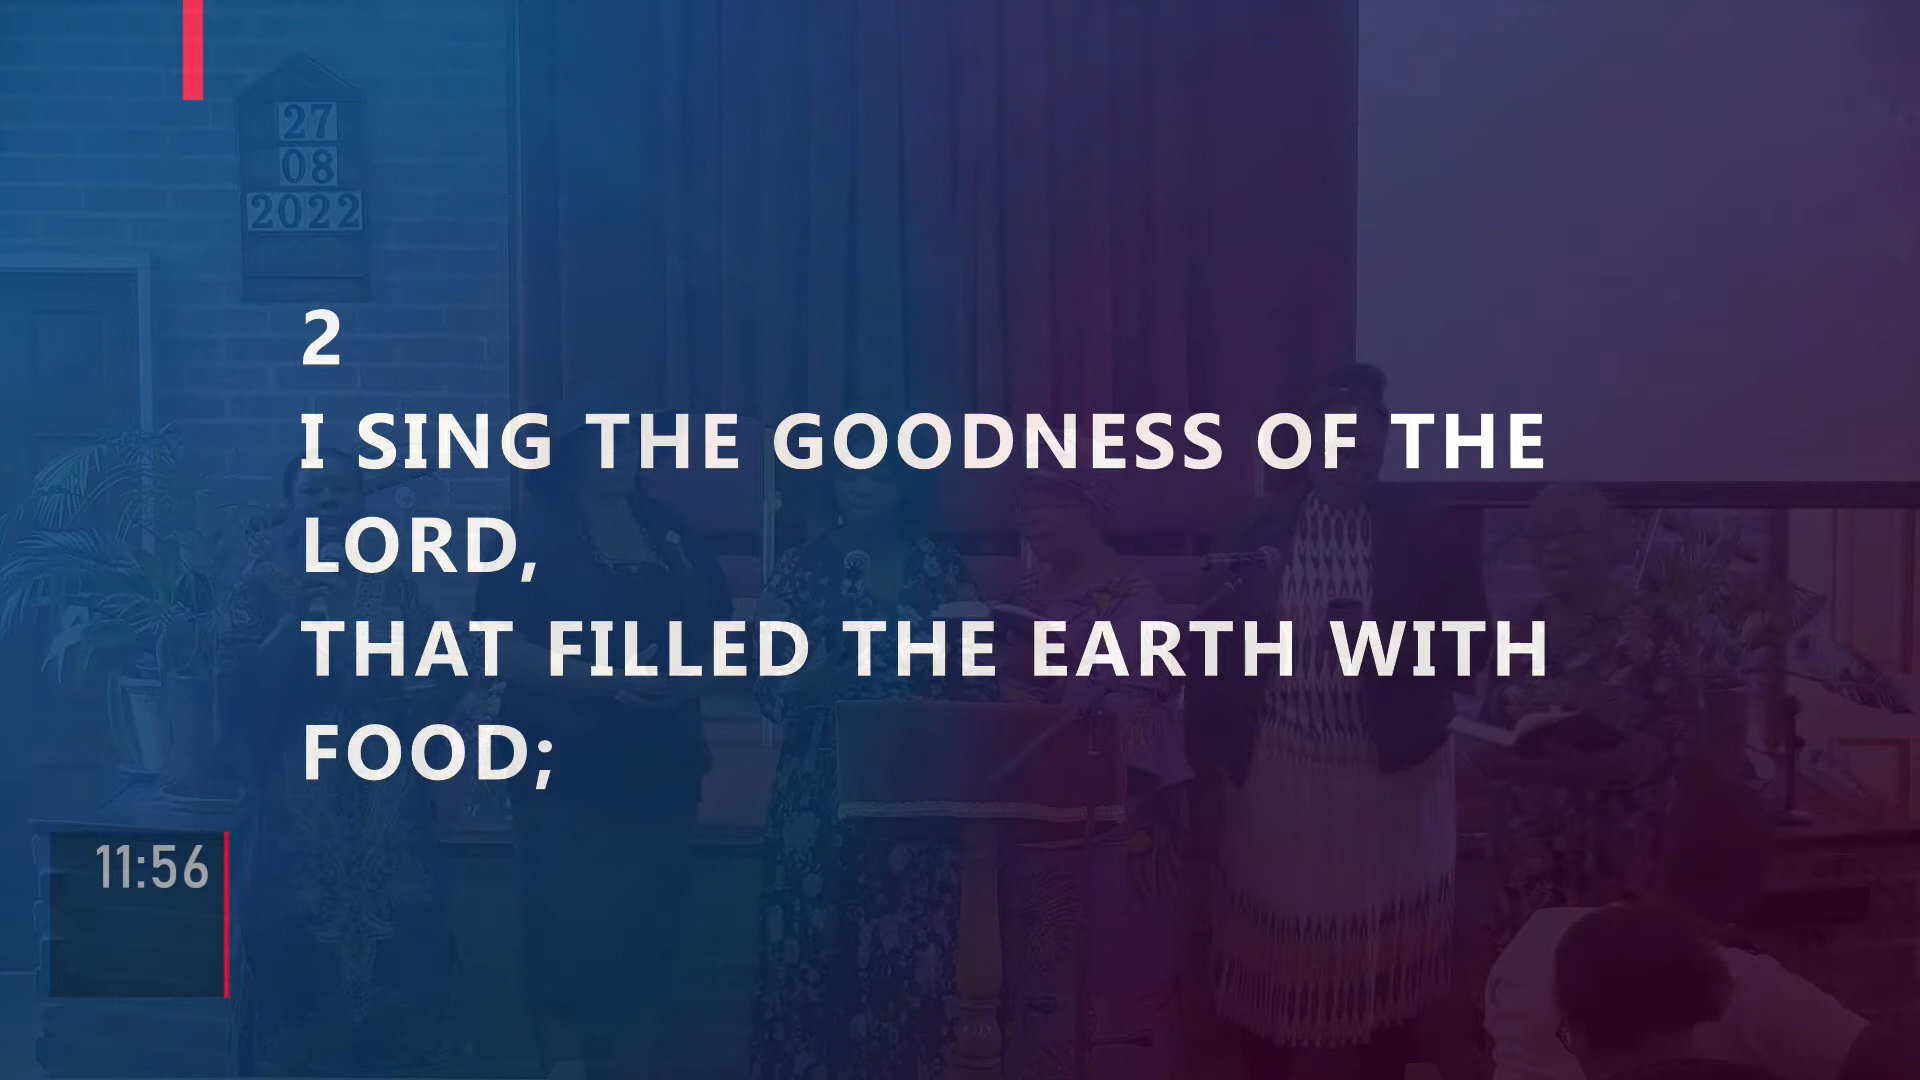 27
08
2022
2
I SING THE GOODNESS OF THE
LORD,
THAT FILLED THE EARTH WITH
FOOD;
11:56